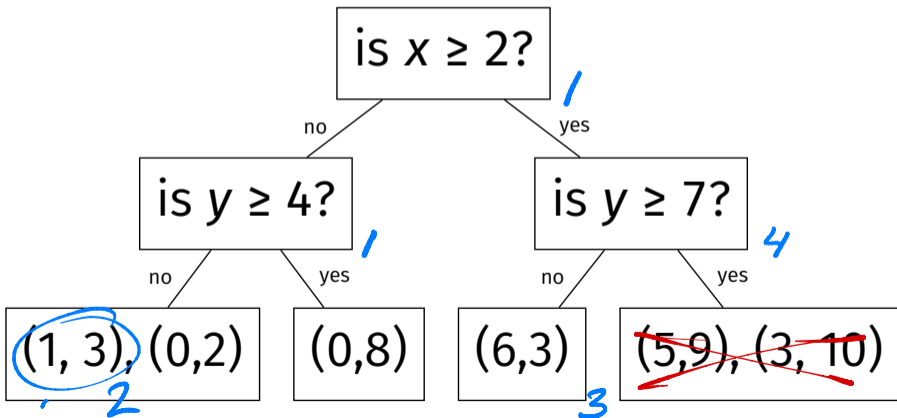 is x ≥ 2?
1
no
yes
is y ≥ 4?
is y ≥ 7?
1
4
no
yes
no
yes
(1, 3), (0,2)
(0,8)
(6,3)
(5,9), (3, 10)
2
3